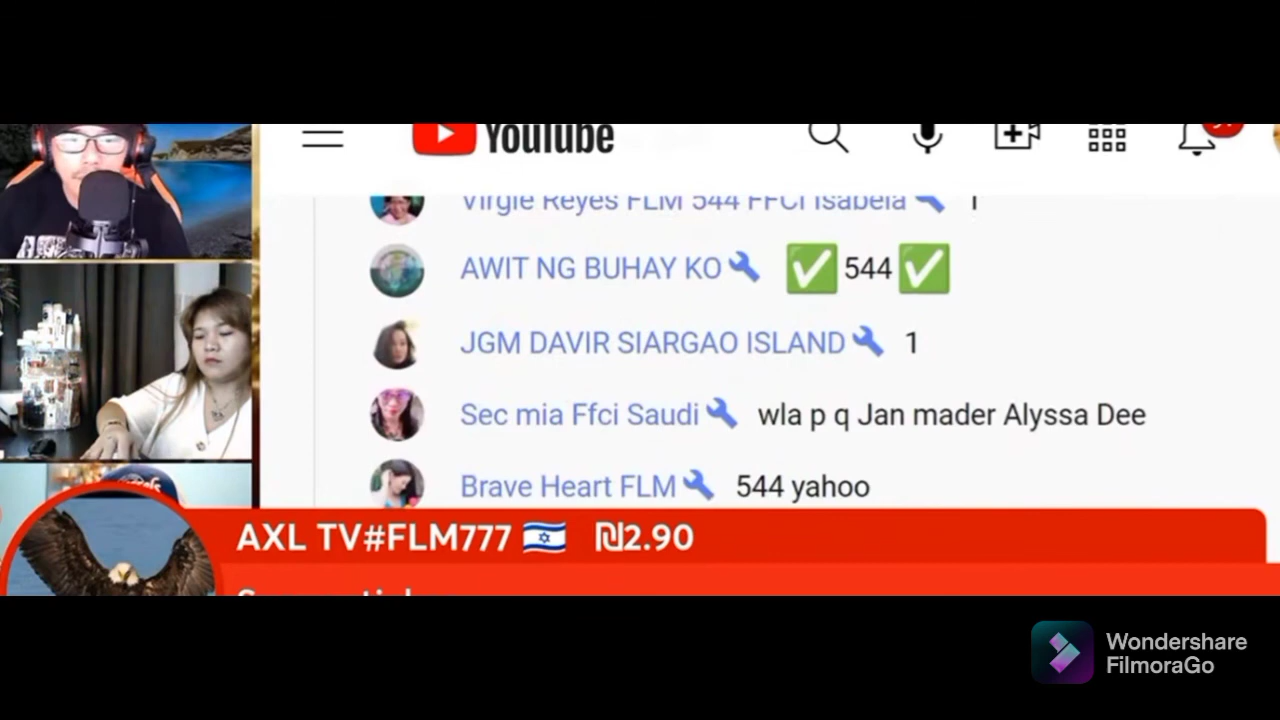 YouTube
Virgie Reyes FLM 544 FFCI Isabela 1
AWIT NG BUHAY KO ✅ 544 ✅
JGM DAVIR SIARGAO ISLAND 1
Sec mia Ffci Saudi wla p q Jan mader Alyssa Dee
Brave Heart FLM 544 yahoo
AXL TV#FLM777 🇮🇱 ₪2.90
Wondershare
FilmoraGo